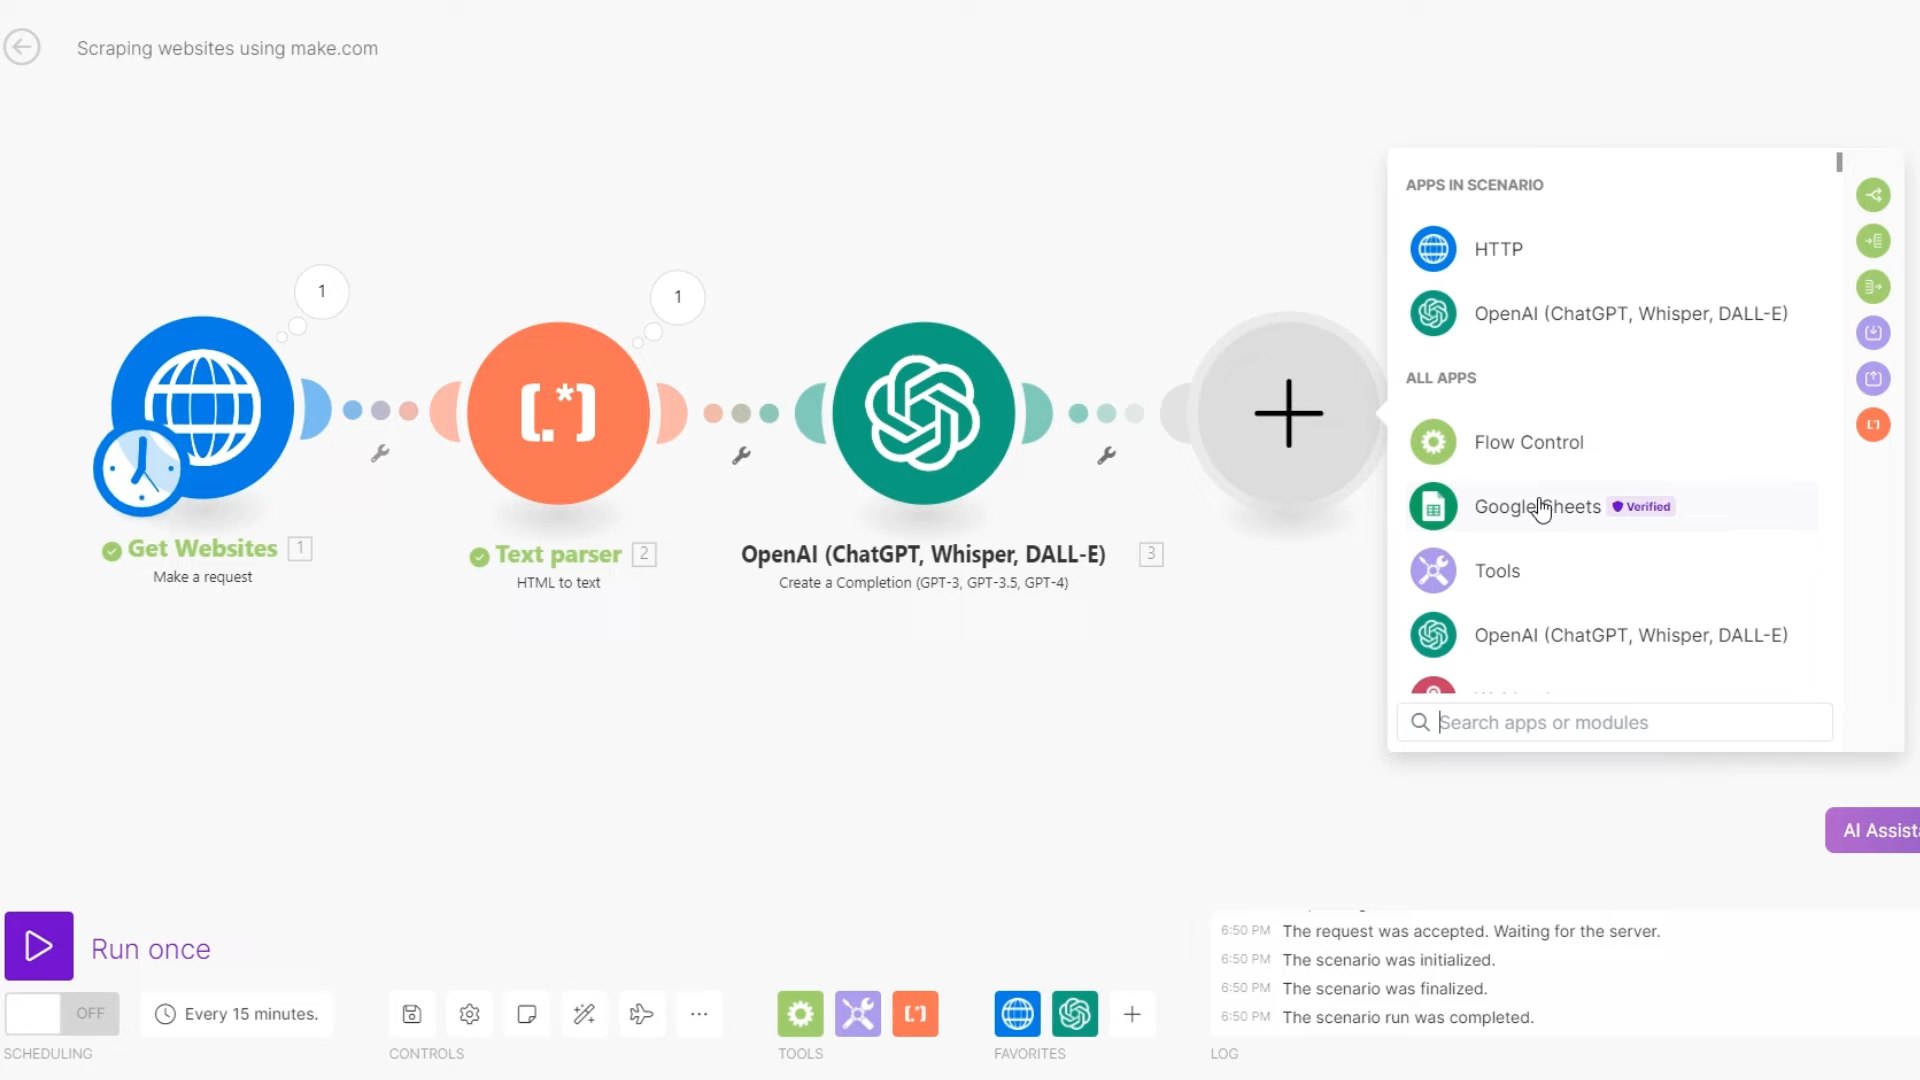 Scraping websites using make.com
APPS IN SCENARIO
HTTP
OpenAI (ChatGPT, Whisper, DALL-E)
ALL APPS
Flow Control
Google Sheets Verified
Tools
OpenAI (ChatGPT, Whisper, DALL-E)
Search apps or modules
1
1
[.*]
Get Websites 1
Make a request
Text parser 2
HTML to text
OpenAI (ChatGPT, Whisper, DALL-E) 3
Create a Completion (GPT-3, GPT-3.5, GPT-4)
AI Assist
Run once
OFF
Every 15 minutes.
SCHEDULING
CONTROLS
TOOLS
FAVORITES
6:50 PM The request was accepted. Waiting for the server.
6:50 PM The scenario was initialized.
6:50 PM The scenario was finalized.
6:50 PM The scenario run was completed.
LOG